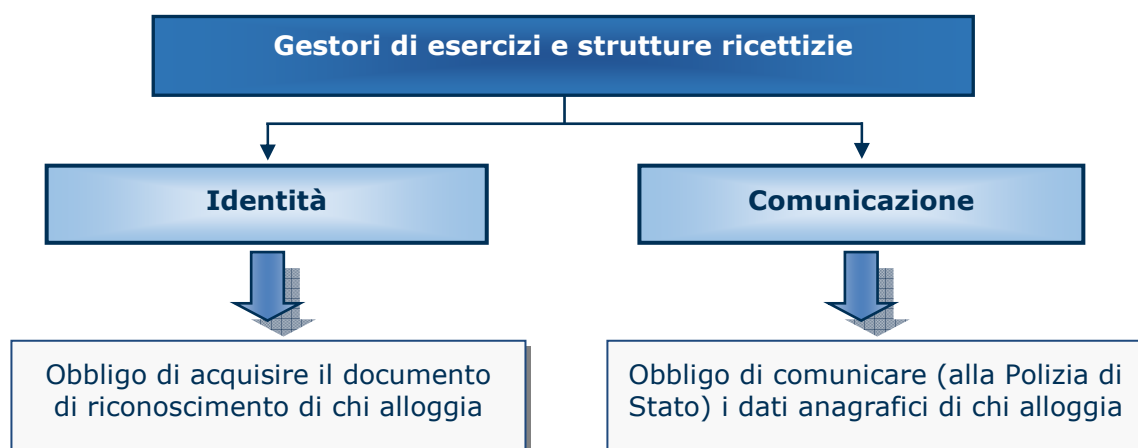 Gestori di esercizi e strutture ricettizie
Identità
Comunicazione
Obbligo di acquisire il documento
di riconoscimento di chi alloggia
Obbligo di comunicare (alla Polizia di
Stato) i dati anagrafici di chi alloggia